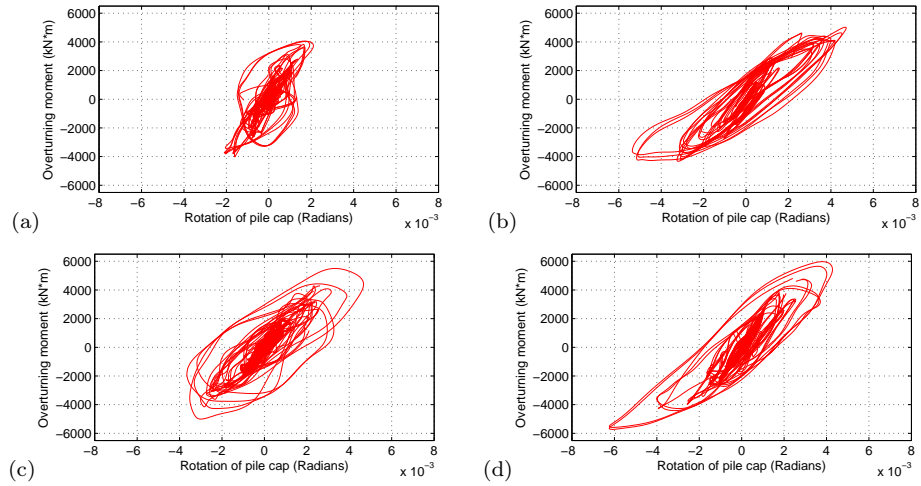 6000
4000
2000
0
−2000
−4000
−6000
Overturning moment (kN*m)
−8 −6 −4 −2 0 2 4 6 8
Rotation of pile cap (Radians)
x 10⁻³
(a)
6000
4000
2000
0
−2000
−4000
−6000
Overturning moment (kN*m)
−8 −6 −4 −2 0 2 4 6 8
Rotation of pile cap (Radians)
x 10⁻³
(b)
6000
4000
2000
0
−2000
−4000
−6000
Overturning moment (kN*m)
−8 −6 −4 −2 0 2 4 6 8
Rotation of pile cap (Radians)
x 10⁻³
(c)
6000
4000
2000
0
−2000
−4000
−6000
Overturning moment (kN*m)
−8 −6 −4 −2 0 2 4 6 8
Rotation of pile cap (Radians)
x 10⁻³
(d)